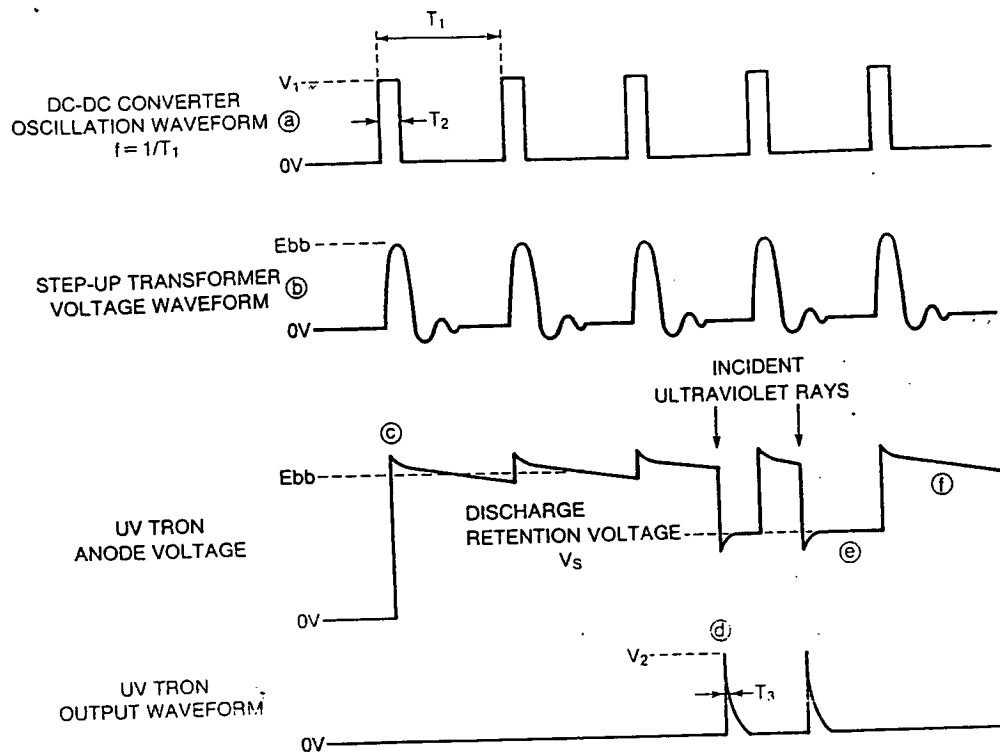 T₁
V₁
DC-DC CONVERTER
OSCILLATION WAVEFORM ⓐ
f = 1/T₁
T₂
0V
Ebb
STEP-UP TRANSFORMER
VOLTAGE WAVEFORM ⓑ
0V
INCIDENT
ULTRAVIOLET RAYS
ⓒ
Ebb
ⓕ
DISCHARGE
RETENTION VOLTAGE
Vs
UV TRON
ANODE VOLTAGE
ⓔ
0V
ⓓ
V₂
T₃
UV TRON
OUTPUT WAVEFORM
0V